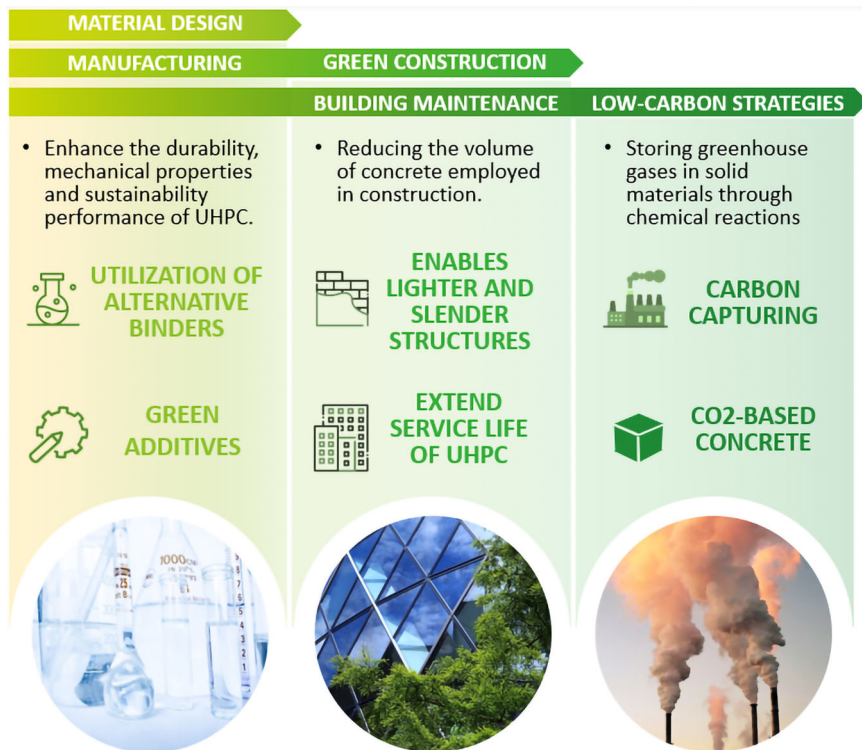 MATERIAL DESIGN
MANUFACTURING
GREEN CONSTRUCTION
BUILDING MAINTENANCE
LOW-CARBON STRATEGIES
• Enhance the durability,
mechanical properties
and sustainability
performance of UHPC.
UTILIZATION OF
ALTERNATIVE
BINDERS
GREEN
ADDITIVES
• Reducing the volume
of concrete employed
in construction.
ENABLES
LIGHTER AND
SLENDER
STRUCTURES
EXTEND
SERVICE LIFE
OF UHPC
• Storing greenhouse
gases in solid
materials through
chemical reactions
CARBON
CAPTURING
CO2-BASED
CONCRETE